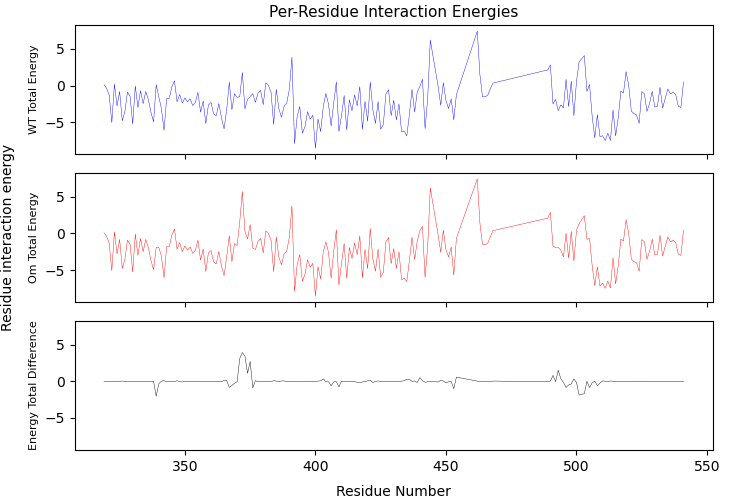 Per-Residue Interaction Energies
Residue interaction energy
WT Total Energy
5
0
−5
Om Total Energy
5
0
−5
Energy Total Difference
5
0
−5
350 400 450 500 550
Residue Number